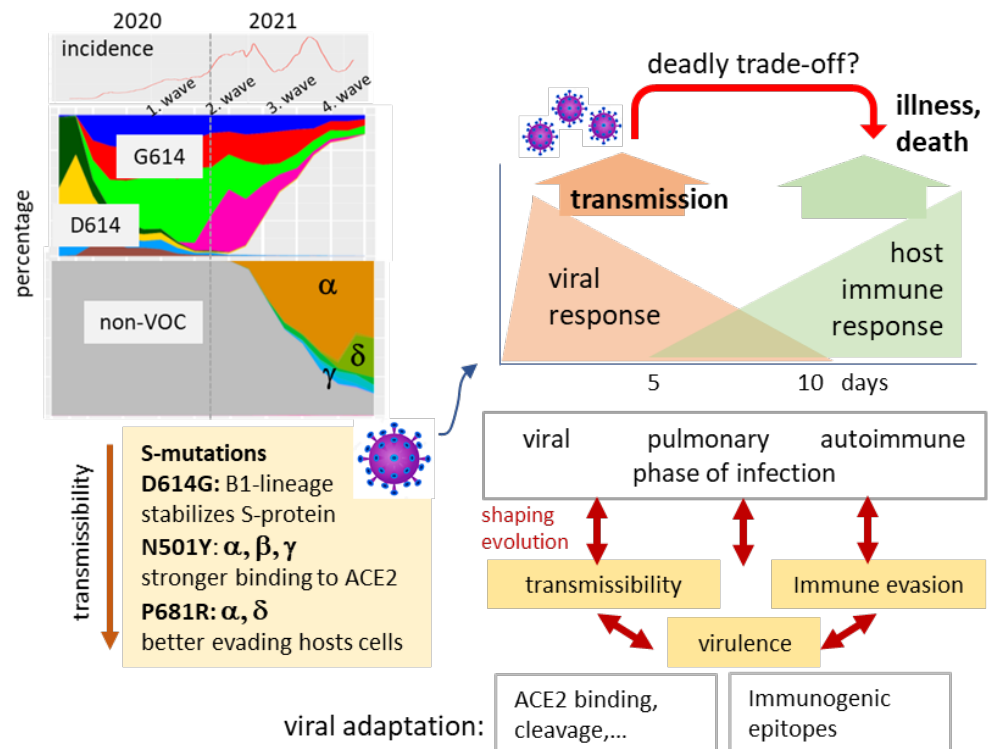 2020
2021
incidence
1. wave
2. wave
3. wave
4. wave
percentage
G614
D614
non-VOC
α
δ
γ
transmissibility
S-mutations
D614G: B1-lineage
stabilizes S-protein
N501Y: α, β, γ
stronger binding to ACE2
P681R: α, δ
better evading hosts cells
deadly trade-off?
illness,
death
transmission
viral
response
host
immune
response
5
10 days
viral pulmonary autoimmune
phase of infection
shaping
evolution
transmissibility
Immune evasion
virulence
viral adaptation:
ACE2 binding,
cleavage,...
Immunogenic
epitopes